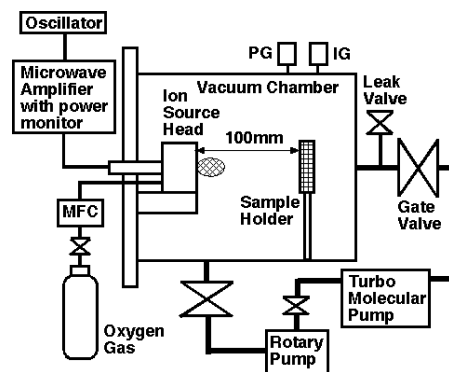 Oscillator
Microwave
Amplifier
with power
monitor
PG
IG
Vacuum Chamber
Ion
Source
Head
100mm
Leak
Valve
Sample
Holder
Gate
Valve
MFC
Oxygen
Gas
Turbo
Molecular
Pump
Rotary
Pump